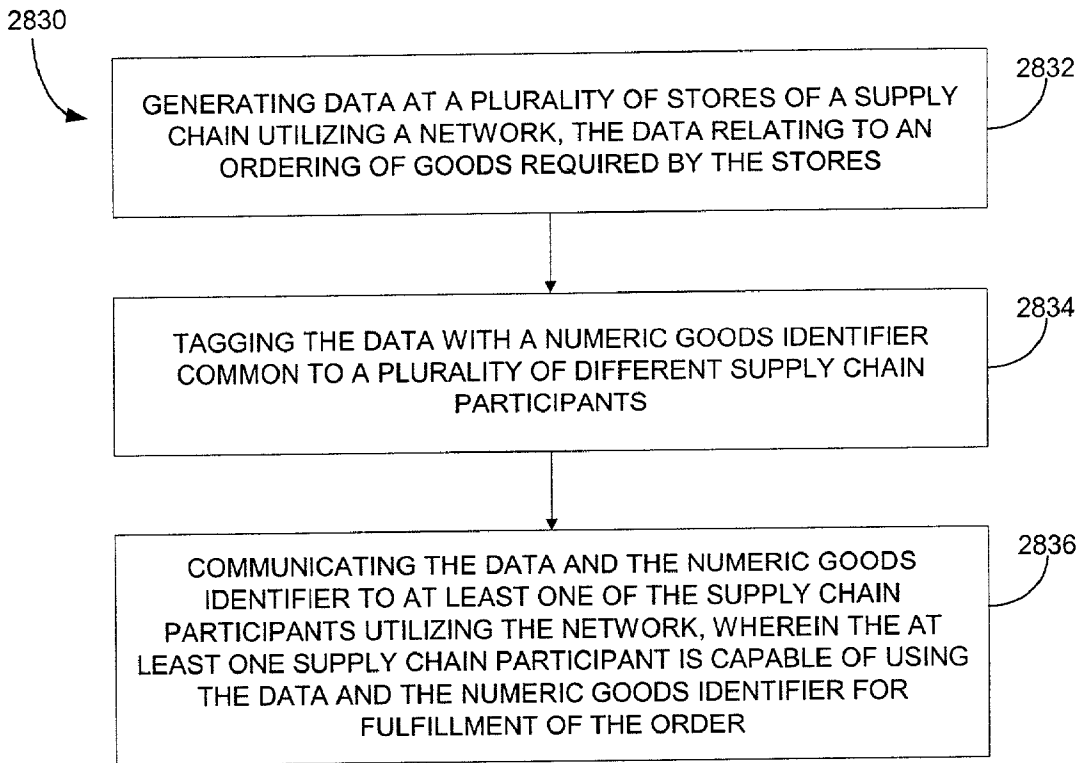 2830
2832
GENERATING DATA AT A PLURALITY OF STORES OF A SUPPLY
CHAIN UTILIZING A NETWORK, THE DATA RELATING TO AN
ORDERING OF GOODS REQUIRED BY THE STORES
2834
TAGGING THE DATA WITH A NUMERIC GOODS IDENTIFIER
COMMON TO A PLURALITY OF DIFFERENT SUPPLY CHAIN
PARTICIPANTS
2836
COMMUNICATING THE DATA AND THE NUMERIC GOODS
IDENTIFIER TO AT LEAST ONE OF THE SUPPLY CHAIN
PARTICIPANTS UTILIZING THE NETWORK, WHEREIN THE AT
LEAST ONE SUPPLY CHAIN PARTICIPANT IS CAPABLE OF USING
THE DATA AND THE NUMERIC GOODS IDENTIFIER FOR
FULFILLMENT OF THE ORDER